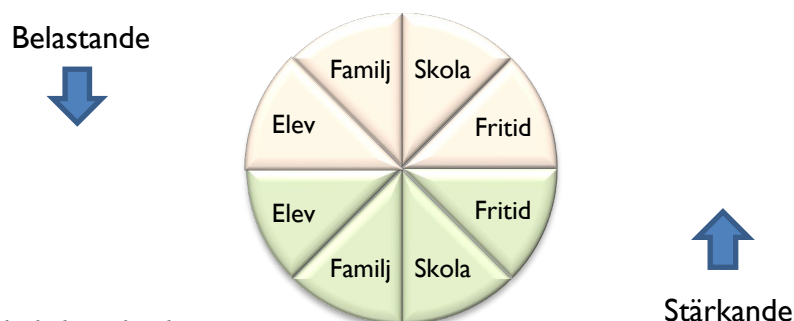 Belastande
Familj Skola
Elev Fritid
Elev Fritid
Familj Skola
Stärkande